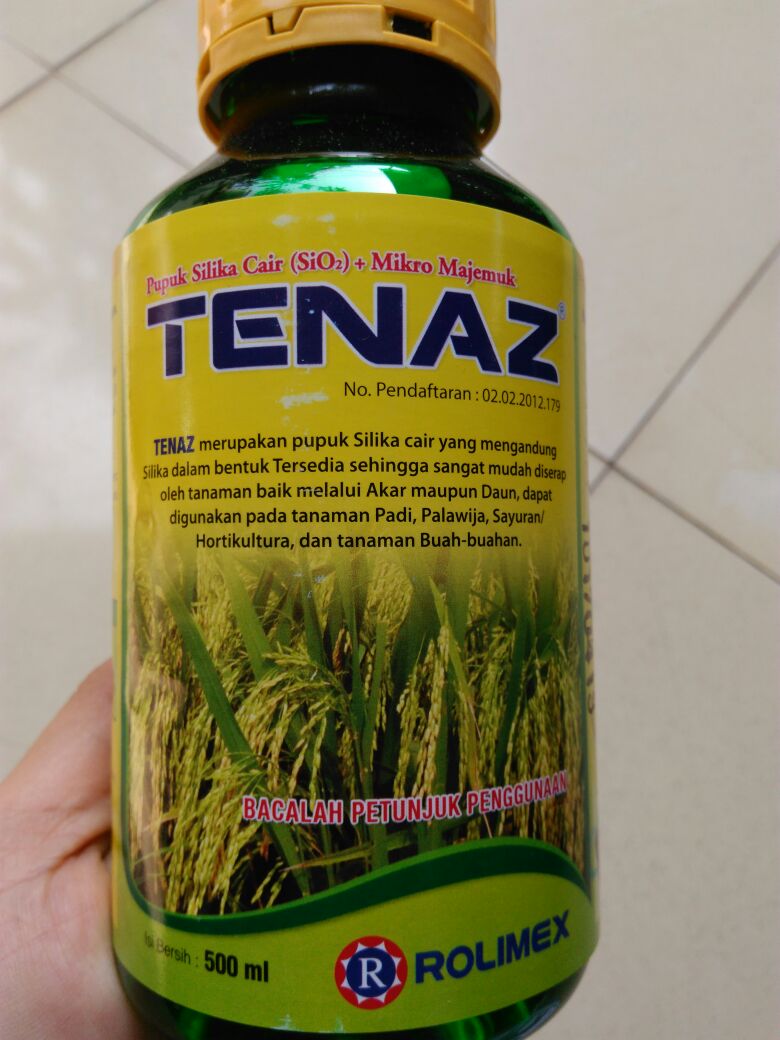 Pupuk Silika Cair (SiO₂) + Mikro Majemuk
TENAZ®
No. Pendaftaran : 02.02.2012.179
TENAZ merupakan pupuk Silika cair yang mengandung
Silika dalam bentuk Tersedia sehingga sangat mudah diserap
oleh tanaman baik melalui Akar maupun Daun, dapat
digunakan pada tanaman Padi, Palawija, Sayuran/
Hortikultura, dan tanaman Buah-buahan.
BACALAH PETUNJUK PENGGUNAAN
Isi Bersih : 500 ml
R ROLIMEX